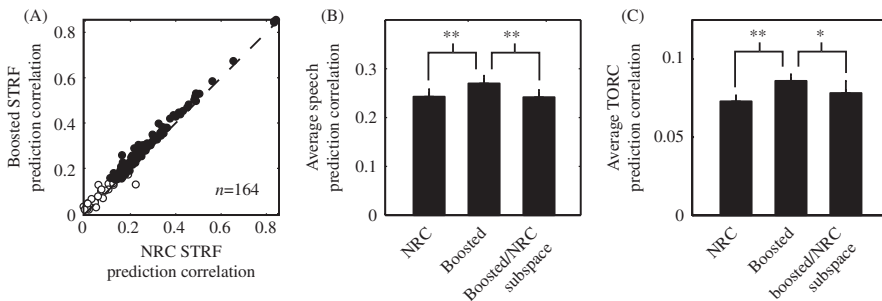 (A)
Boosted STRF
prediction correlation
0.8
0.6
0.4
0.2
0
0 0.2 0.4 0.6 0.8
n=164
NRC STRF
prediction correlation
(B)
Average speech
prediction correlation
0.3
0.2
0.1
0
** **
NRC
Boosted
Boosted/NRC
subspace
(C)
Average TORC
prediction correlation
0.1
0.05
0
** *
NRC
Boosted
boosted/NRC
subspace